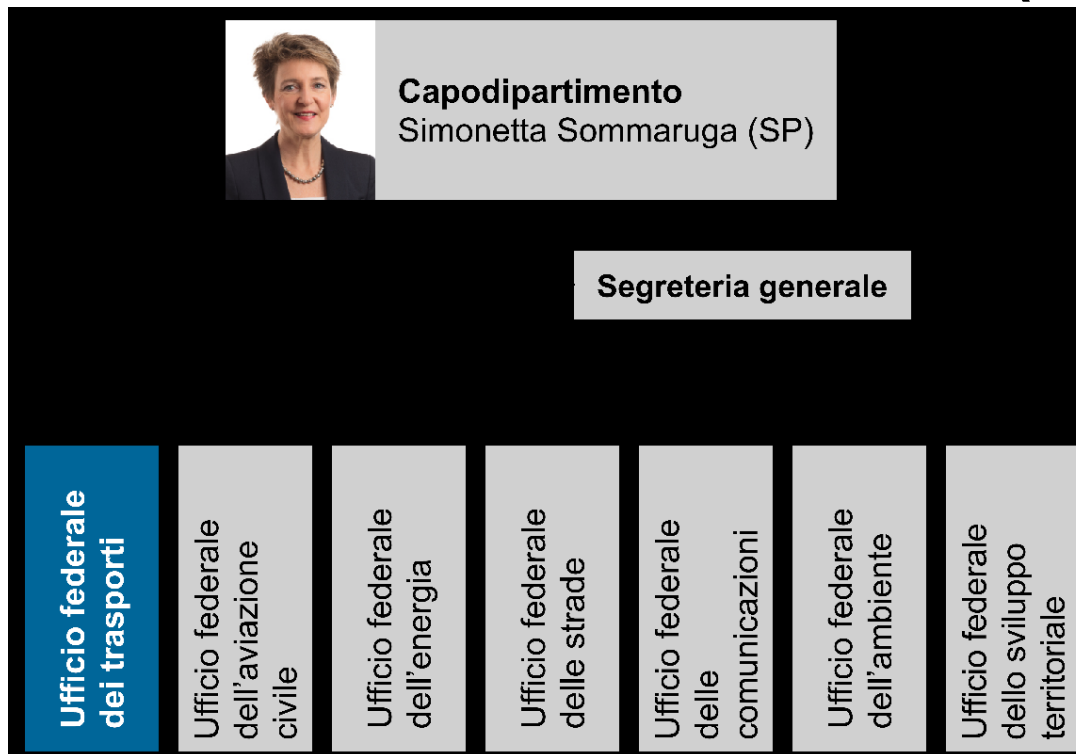 Capodipartimento
Simonetta Sommaruga (SP)
Segreteria generale
Ufficio federale
dei trasporti
Ufficio federale
dell'aviazione
civile
Ufficio federale
dell'energia
Ufficio federale
delle strade
Ufficio federale
delle
comunicazioni
Ufficio federale
dell'ambiente
Ufficio federale
dello sviluppo
territoriale